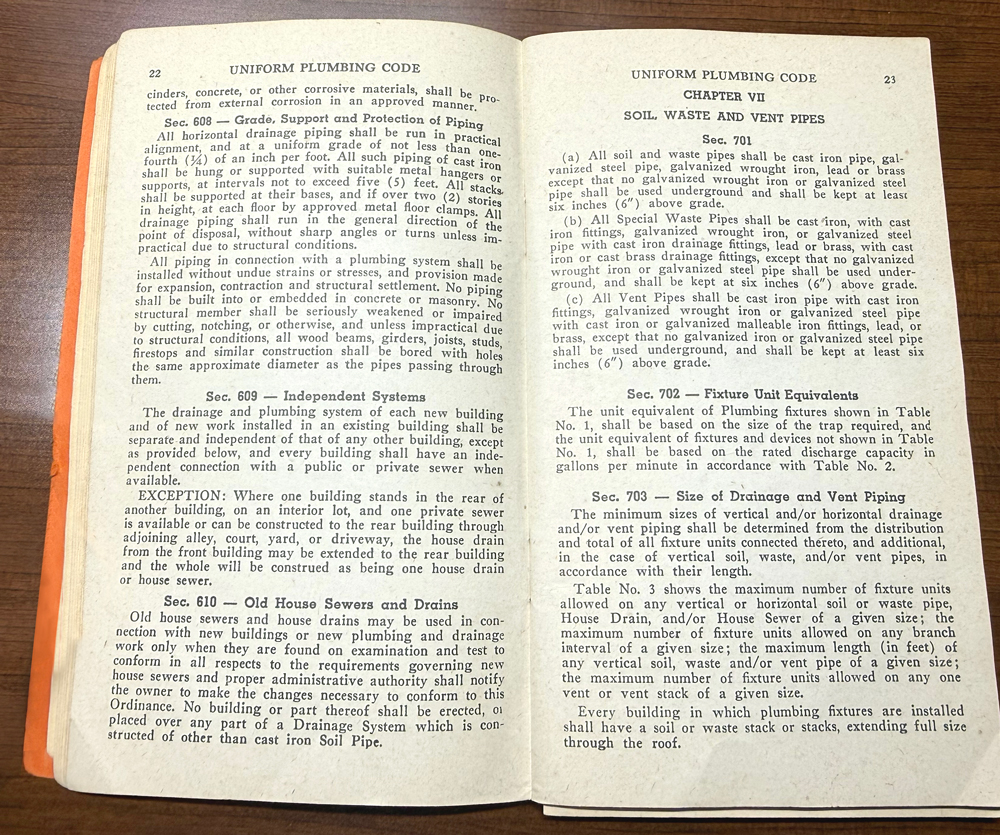 22 UNIFORM PLUMBING CODE
cinders, concrete, or other corrosive materials, shall be pro-
tected from external corrosion in an approved manner.
Sec. 608 — Grade, Support and Protection of Piping
All horizontal drainage piping shall be run in practical
alignment, and at a uniform grade of not less than one-
fourth (¼) of an inch per foot. All such piping of cast iron
shall be hung or supported with suitable metal hangers or
supports, at intervals not to exceed five (5) feet. All stacks,
shall be supported at their bases, and if over two (2) stories
in height, at each floor by approved metal floor clamps. All
drainage piping shall run in the general direction of the
point of disposal, without sharp angles or turns unless im-
practical due to structural conditions.
All piping in connection with a plumbing system shall be
installed without undue strains or stresses, and provision made
for expansion, contraction and structural settlement. No piping
shall be built into or embedded in concrete or masonry. No
structural member shall be seriously weakened or impaired
by cutting, notching, or otherwise, and unless impractical due
to structural conditions, all wood beams, girders, joists, studs,
firestops and similar construction shall be bored with holes
the same approximate diameter as the pipes passing through
them.
Sec. 609 — Independent Systems
The drainage and plumbing system of each new building
and of new work installed in an existing building shall be
separate and independent of that of any other building, except
as provided below, and every building shall have an inde-
pendent connection with a public or private sewer when
available.
EXCEPTION: Where one building stands in the rear of
another building, on an interior lot, and one private sewer
is available or can be constructed to the rear building through
adjoining alley, court, yard, or driveway, the house drain
from the front building may be extended to the rear building
and the whole will be construed as being one house drain
or house sewer.
Sec. 610 — Old House Sewers and Drains
Old house sewers and house drains may be used in con-
nection with new buildings or new plumbing and drainage
work only when they are found on examination and test to
conform in all respects to the requirements governing new
house sewers and proper administrative authority shall notify
the owner to make the changes necessary to conform to this
Ordinance. No building or part thereof shall be erected, or
placed over any part of a Drainage System which is con-
structed of other than cast iron Soil Pipe.
UNIFORM PLUMBING CODE 23
CHAPTER VII
SOIL, WASTE AND VENT PIPES
Sec. 701
(a) All soil and waste pipes shall be cast iron pipe, gal-
vanized steel pipe, galvanized wrought iron, lead or brass
except that no galvanized wrought iron or galvanized steel
pipe shall be used underground and shall be kept at least
six inches (6″) above grade.
(b) All Special Waste Pipes shall be cast iron, with cast
iron fittings, galvanized wrought iron, or galvanized steel
pipe with cast iron drainage fittings, lead or brass, with cast
iron or cast brass drainage fittings, except that no galvanized
wrought iron or galvanized steel pipe shall be used under-
ground, and shall be kept at six inches (6″) above grade.
(c) All Vent Pipes shall be cast iron pipe with cast iron
fittings, galvanized wrought iron or galvanized steel pipe
with cast iron or galvanized malleable iron fittings, lead, or
brass, except that no galvanized iron or galvanized steel pipe
shall be used underground, and shall be kept at least six
inches (6″) above grade.
Sec. 702 — Fixture Unit Equivalents
The unit equivalent of Plumbing fixtures shown in Table
No. 1, shall be based on the size of the trap required, and
the unit equivalent of fixtures and devices not shown in Table
No. 1, shall be based on the rated discharge capacity in
gallons per minute in accordance with Table No. 2.
Sec. 703 — Size of Drainage and Vent Piping
The minimum sizes of vertical and/or horizontal drainage
and/or vent piping shall be determined from the distribution
and total of all fixture units connected thereto, and additional,
in the case of vertical soil, waste, and/or vent pipes, in
accordance with their length.
Table No. 3 shows the maximum number of fixture units
allowed on any vertical or horizontal soil or waste pipe,
House Drain, and/or House Sewer of a given size; the
maximum number of fixture units allowed on any branch
interval of a given size; the maximum length (in feet) of
any vertical soil, waste and/or vent pipe of a given size;
the maximum number of fixture units allowed on any one
vent or vent stack of a given size.
Every building in which plumbing fixtures are installed
shall have a soil or waste stack or stacks, extending full size
through the roof.